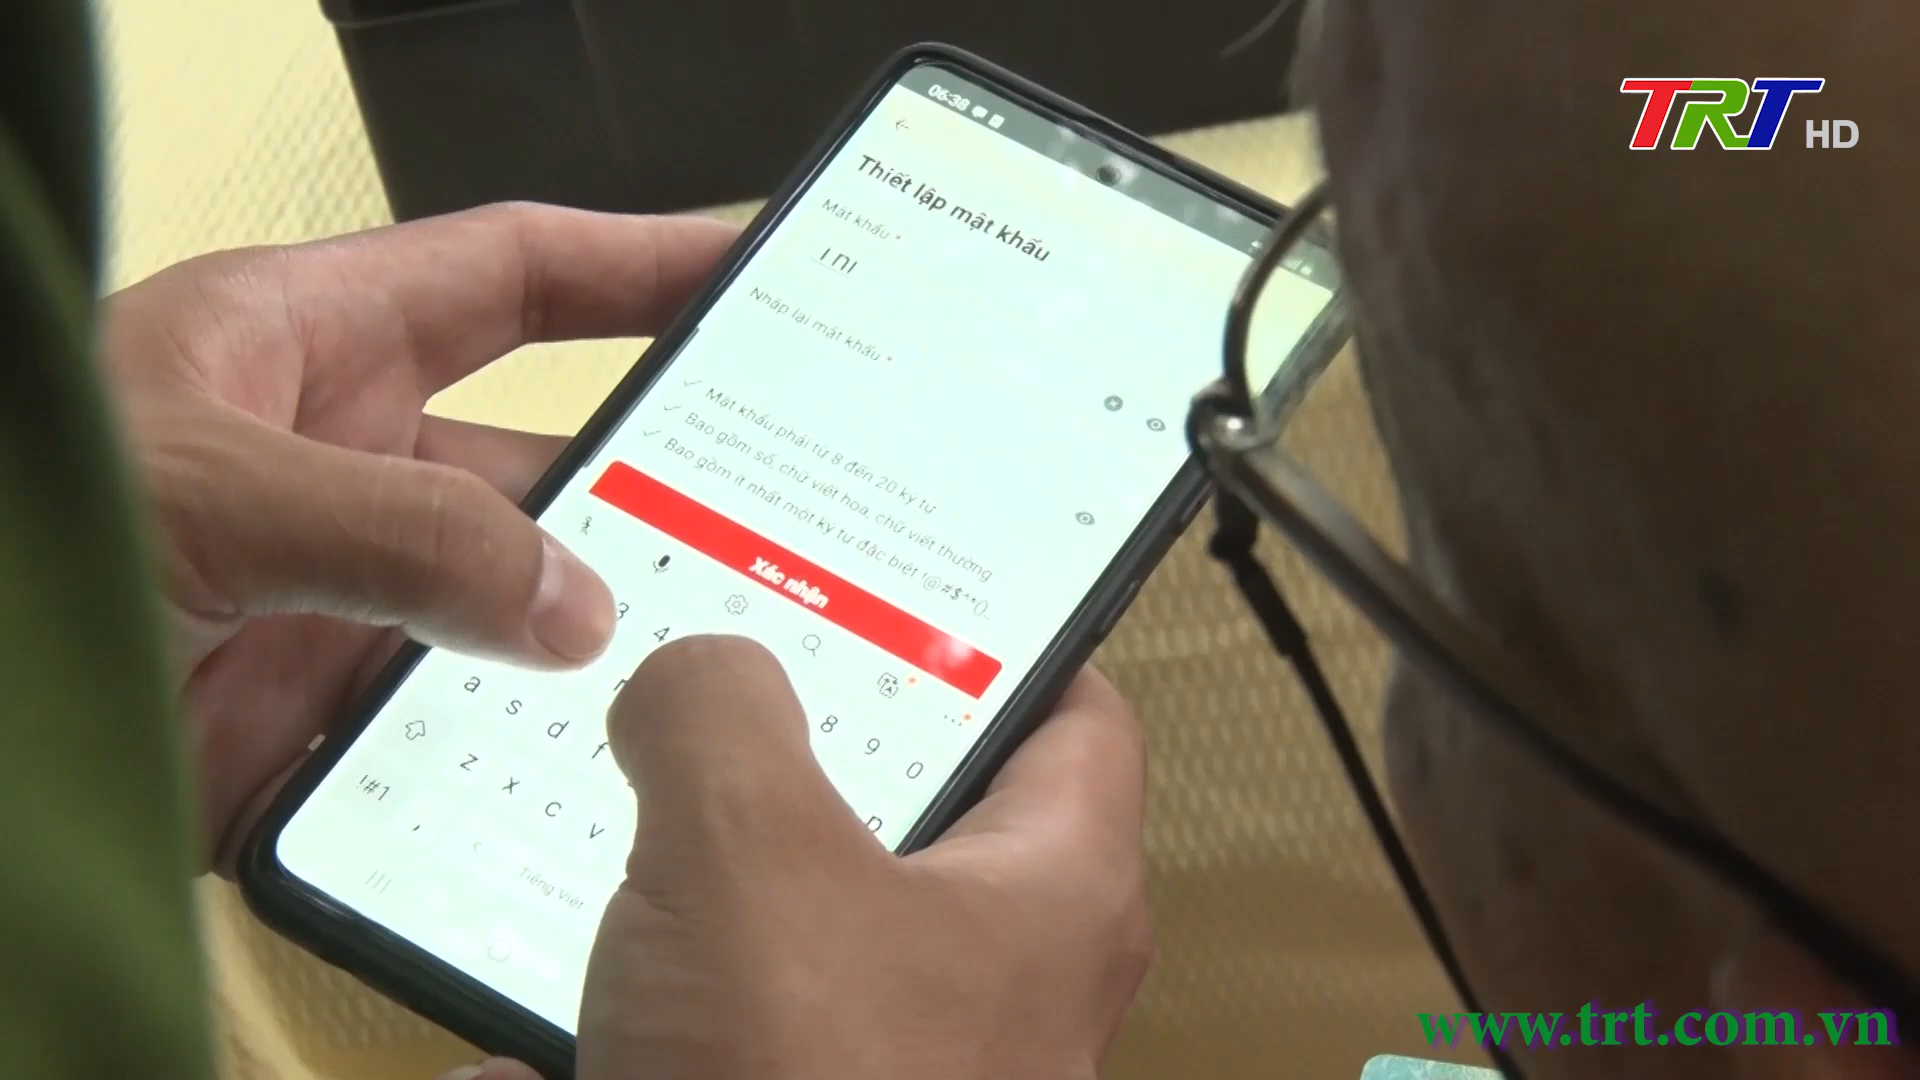 TRT HD
06:38
Thiết lập mật khẩu
Mật khẩu *
Nhập lại mật khẩu *
Mật khẩu phải từ 8 đến 20 ký tự
Bao gồm số, chữ viết hoa, chữ viết thường
Bao gồm ít nhất một ký tự đặc biệt !@#$^*()_
Xác nhận
3 4 8 9 0
p
a s d f
z x c v
!#1 ,
Tiếng Việt
www.trt.com.vn